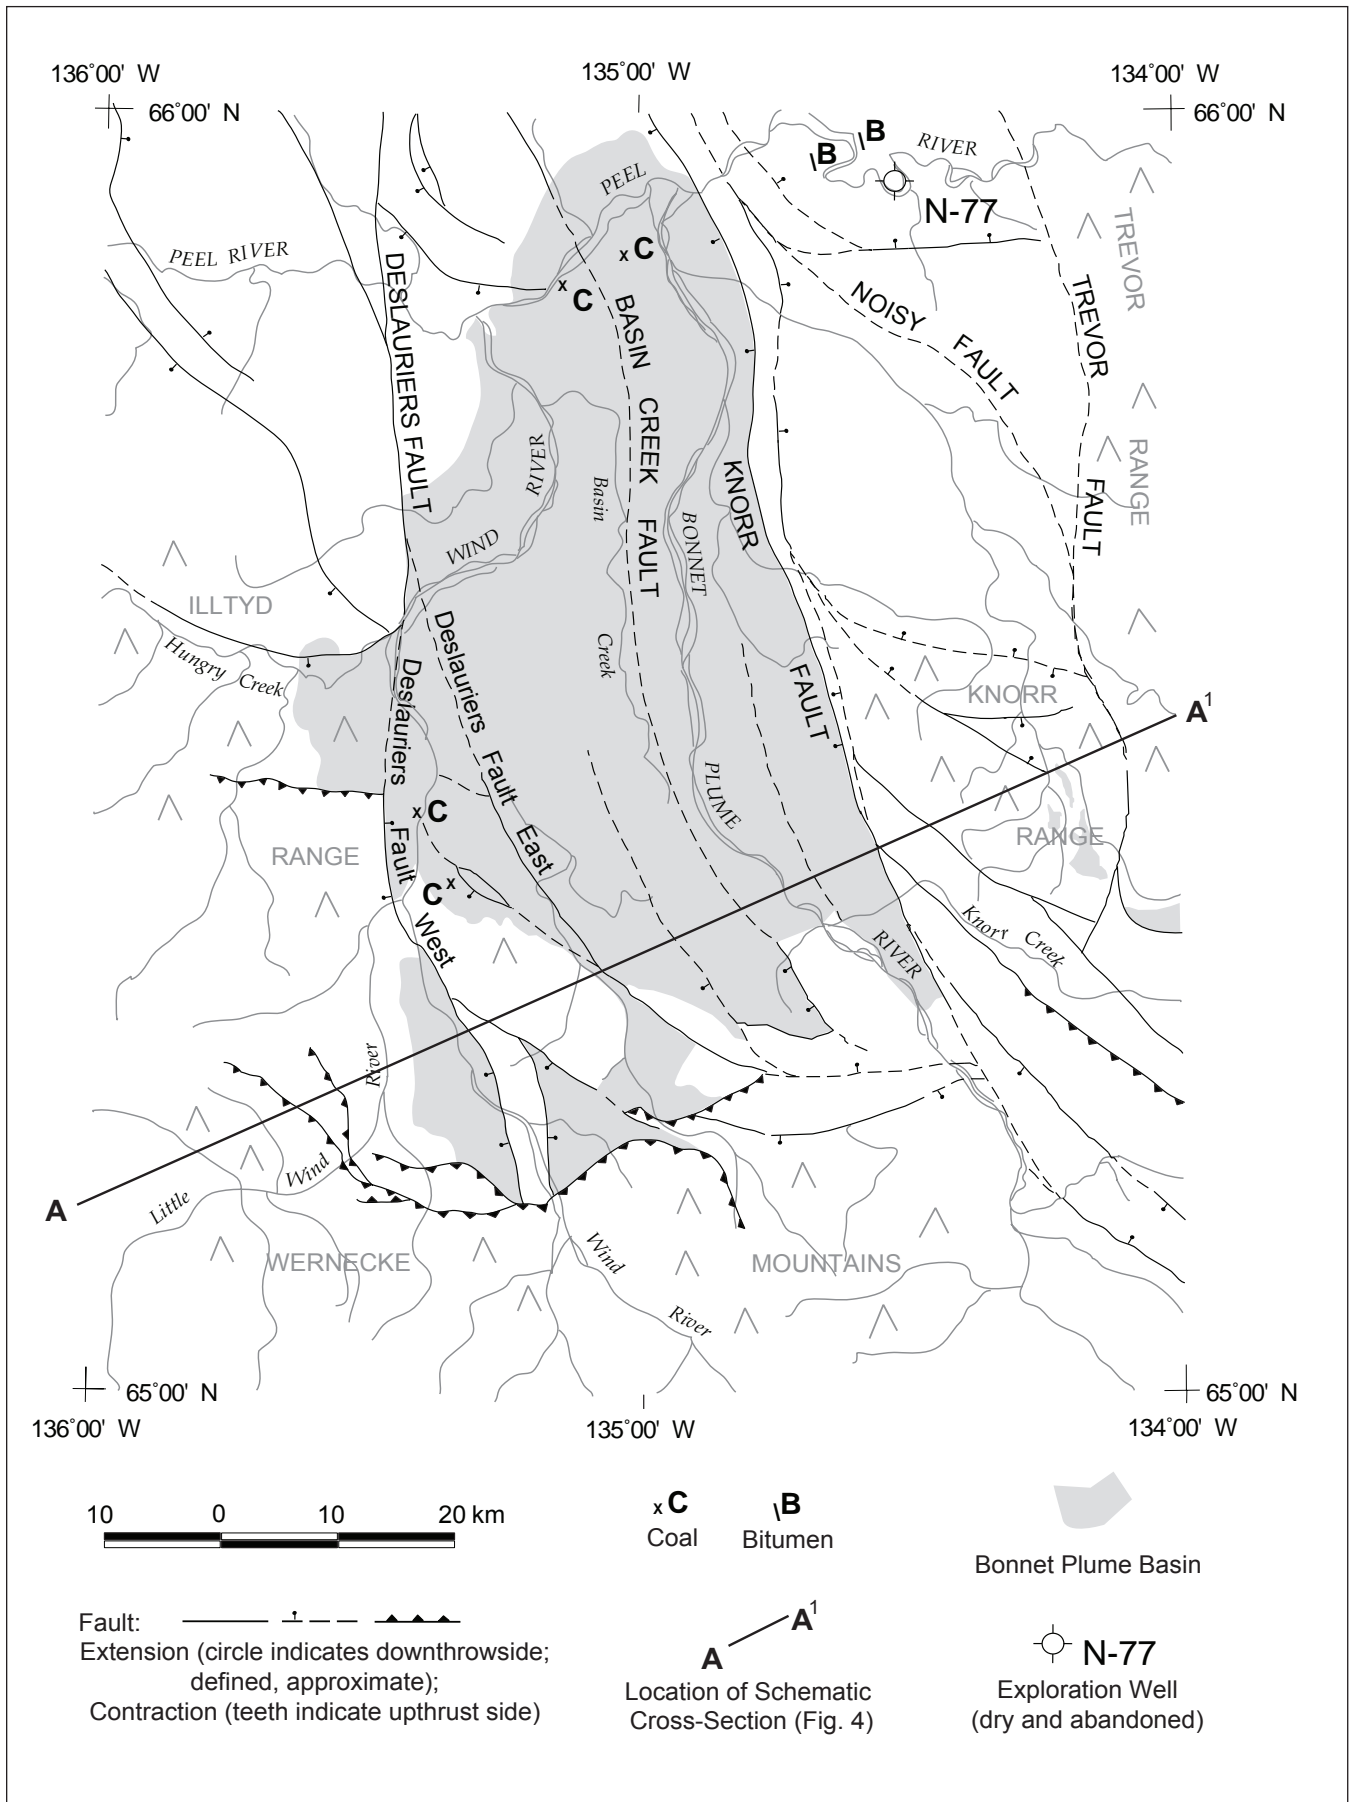 136°00' W
135°00' W
134°00' W
66°00' N
66°00' N
B
B
RIVER
N-77
PEEL
PEEL RIVER
C
C
TREVOR
RANGE
DESLAURIERS FAULT
BASIN CREEK FAULT
NOISY FAULT
TREVOR FAULT
KNORR FAULT
RIVER
WIND
Basin
Creek
BONNET
PLUME
RIVER
ILLTYD
RANGE
Hungry Creek
Deslauriers Fault West
Deslauriers Fault East
KNORR
RANGE
A1
C
C
Knorr Creek
River
Wind
Little
A
WERNECKE
MOUNTAINS
Wind
River
65°00' N
65°00' N
136°00' W
135°00' W
134°00' W
10 0 10 20 km
C
Coal
B
Bitumen
Bonnet Plume Basin
Fault:
Extension (circle indicates downthrowside;
defined, approximate);
Contraction (teeth indicate upthrust side)
A
A1
Location of Schematic
Cross-Section (Fig. 4)
N-77
Exploration Well
(dry and abandoned)